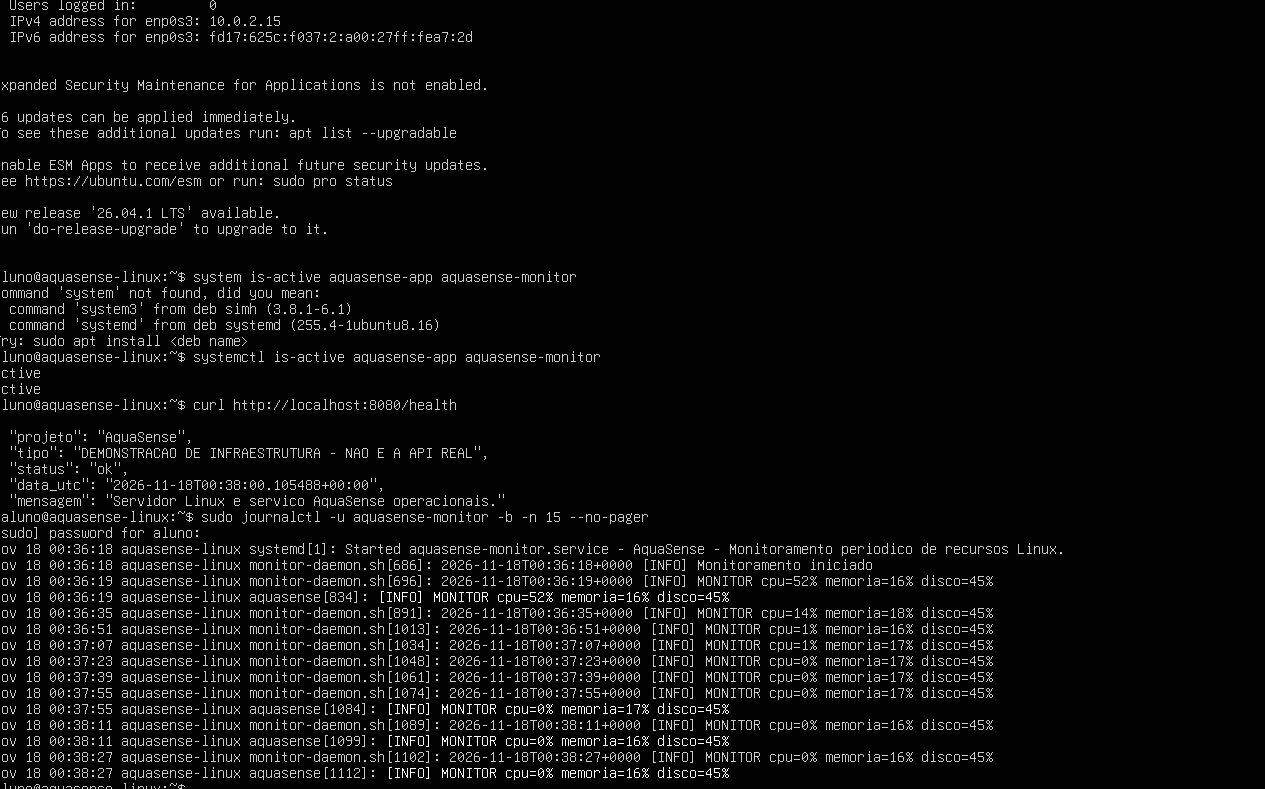 Users logged in: 0
IPv4 address for enp0s3: 10.0.2.15
IPv6 address for enp0s3: fd17:625c:f037:2:a00:27ff:fea7:2d
xpanded Security Maintenance for Applications is not enabled.
6 updates can be applied immediately.
o see these additional updates run: apt list --upgradable
nable ESM Apps to receive additional future security updates.
ee https://ubuntu.com/esm or run: sudo pro status
ew release '26.04.1 LTS' available.
un 'do-release-upgrade' to upgrade to it.
luno@aquasense-linux:~$ system is-active aquasense-app aquasense-monitor
ommand 'system' not found, did you mean:
command 'system3' from deb simh (3.8.1-6.1)
command 'systemd' from deb systemd (255.4-1ubuntu8.16)
ry: sudo apt install <deb name>
luno@aquasense-linux:~$ systemctl is-active aquasense-app aquasense-monitor
ctive
ctive
luno@aquasense-linux:~$ curl http://localhost:8080/health
"projeto": "AquaSense",
"tipo": "DEMONSTRACAO DE INFRAESTRUTURA - NAO E A API REAL",
"status": "ok",
"data_utc": "2026-11-18T00:38:00.105488+00:00",
"mensagem": "Servidor Linux e servico AquaSense operacionais."
aluno@aquasense-linux:~$ sudo journalctl -u aquasense-monitor -b -n 15 --no-pager
sudo] password for aluno:
ov 18 00:36:18 aquasense-linux systemd[1]: Started aquasense-monitor.service - AquaSense - Monitoramento periodico de recursos Linux.
ov 18 00:36:18 aquasense-linux monitor-daemon.sh[686]: 2026-11-18T00:36:18+0000 [INFO] Monitoramento iniciado
ov 18 00:36:19 aquasense-linux monitor-daemon.sh[696]: 2026-11-18T00:36:19+0000 [INFO] MONITOR cpu=52% memoria=16% disco=45%
ov 18 00:36:19 aquasense-linux aquasense[834]: [INFO] MONITOR cpu=52% memoria=16% disco=45%
ov 18 00:36:35 aquasense-linux monitor-daemon.sh[891]: 2026-11-18T00:36:35+0000 [INFO] MONITOR cpu=14% memoria=18% disco=45%
ov 18 00:36:51 aquasense-linux monitor-daemon.sh[1013]: 2026-11-18T00:36:51+0000 [INFO] MONITOR cpu=1% memoria=16% disco=45%
ov 18 00:37:07 aquasense-linux monitor-daemon.sh[1034]: 2026-11-18T00:37:07+0000 [INFO] MONITOR cpu=1% memoria=17% disco=45%
ov 18 00:37:23 aquasense-linux monitor-daemon.sh[1048]: 2026-11-18T00:37:23+0000 [INFO] MONITOR cpu=0% memoria=17% disco=45%
ov 18 00:37:39 aquasense-linux monitor-daemon.sh[1061]: 2026-11-18T00:37:39+0000 [INFO] MONITOR cpu=0% memoria=17% disco=45%
ov 18 00:37:55 aquasense-linux monitor-daemon.sh[1074]: 2026-11-18T00:37:55+0000 [INFO] MONITOR cpu=0% memoria=17% disco=45%
ov 18 00:37:55 aquasense-linux aquasense[1084]: [INFO] MONITOR cpu=0% memoria=17% disco=45%
ov 18 00:38:11 aquasense-linux monitor-daemon.sh[1089]: 2026-11-18T00:38:11+0000 [INFO] MONITOR cpu=0% memoria=16% disco=45%
ov 18 00:38:11 aquasense-linux aquasense[1099]: [INFO] MONITOR cpu=0% memoria=16% disco=45%
ov 18 00:38:27 aquasense-linux monitor-daemon.sh[1102]: 2026-11-18T00:38:27+0000 [INFO] MONITOR cpu=0% memoria=16% disco=45%
ov 18 00:38:27 aquasense-linux aquasense[1112]: [INFO] MONITOR cpu=0% memoria=16% disco=45%
luno@aquasense-linux:~$